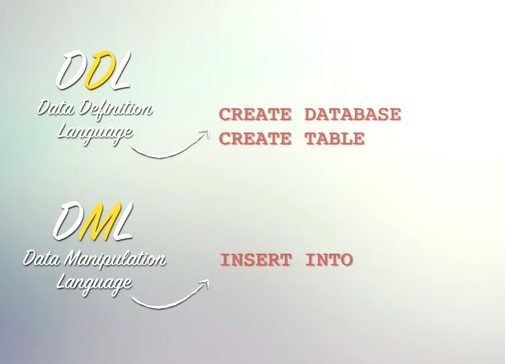 DDL
Data Definition
Language
CREATE DATABASE
CREATE TABLE
DML
Data Manipulation
Language
INSERT INTO